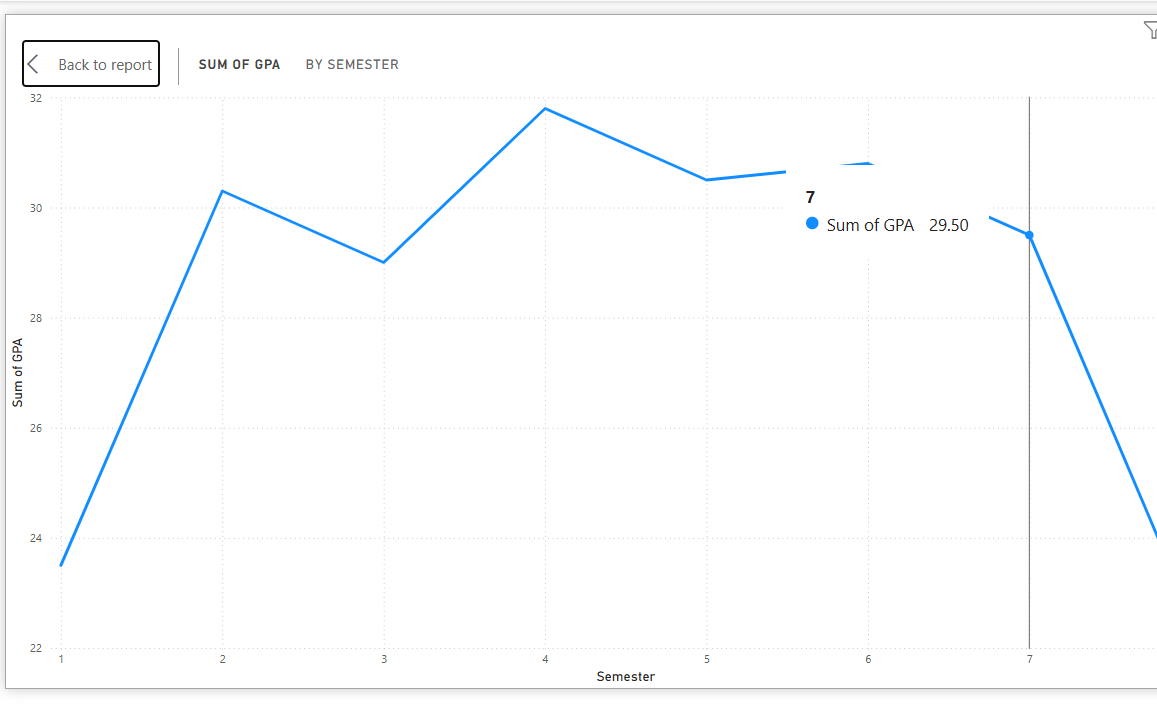 Back to report
SUM OF GPA BY SEMESTER
32
30
28
26
24
22
Sum of GPA
7
Sum of GPA 29.50
1 2 3 4 5 6 7
Semester